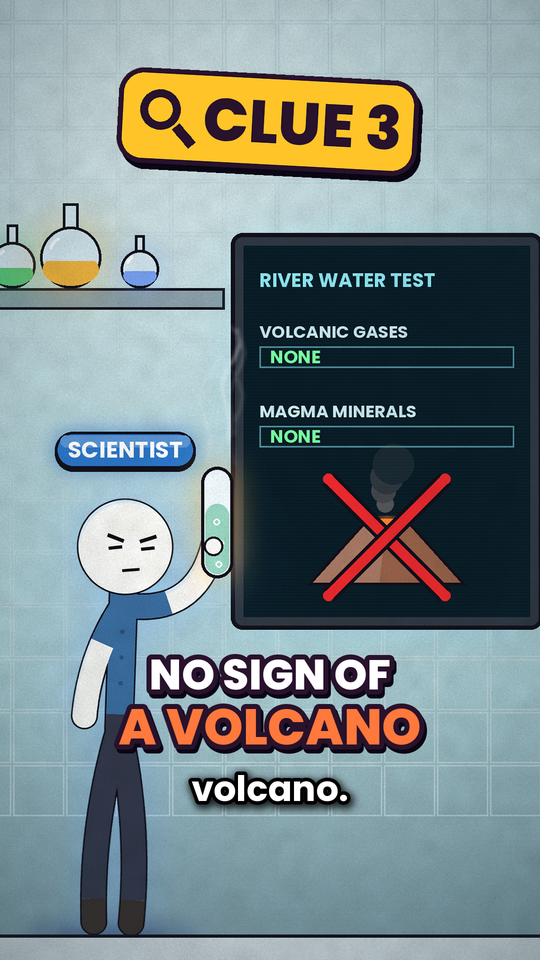 CLUE 3
RIVER WATER TEST
VOLCANIC GASES
NONE
MAGMA MINERALS
NONE
SCIENTIST
NO SIGN OF
A VOLCANO
volcano.